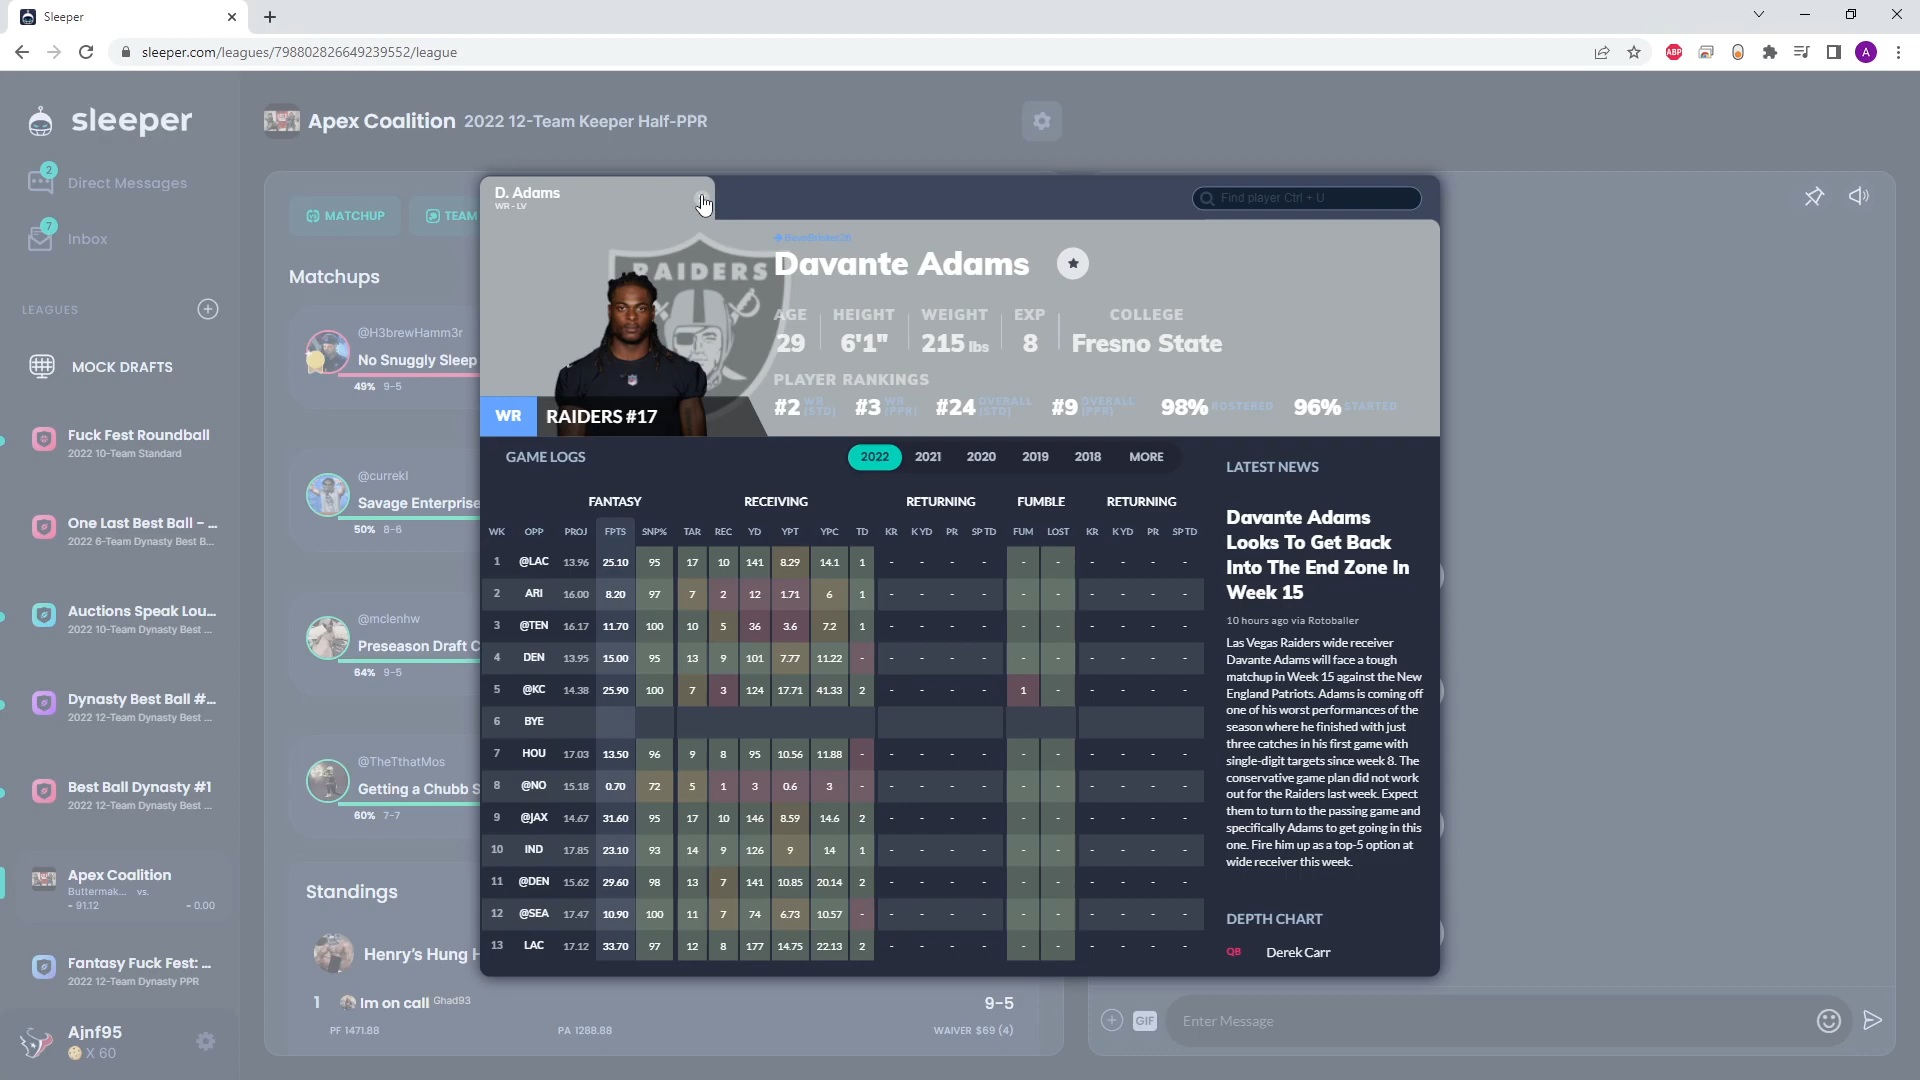 Sleeper
sleeper.com/leagues/798802826649239552/league
ABP
A
sleeper
Apex Coalition 2022 12-Team Keeper Half-PPR
2
Direct Messages
7
Inbox
LEAGUES
MOCK DRAFTS
Fuck Fest Roundball
2022 10-Team Standard
One Last Best Ball - ...
2022 6-Team Dynasty Best B...
Auctions Speak Lou...
2022 10-Team Dynasty Best ...
Dynasty Best Ball #...
2022 12-Team Dynasty Best ...
Best Ball Dynasty #1
2022 12-Team Dynasty Best ...
Apex Coalition
Buttermak... vs.
- 91.12 - 0.00
Fantasy Fuck Fest: ...
2022 12-Team Dynasty PPR
Ajnf95
X 60
MATCHUP TEAM
Matchups
@H3brewHamm3r
No Snuggly Sleep
49% 9-5
@currekl
Savage Enterprise
50% 8-6
@mclenhw
Preseason Draft C
64% 9-5
@TheTthatMos
Getting a Chubb S
60% 7-7
Standings
Henry's Hung H
1 Im on call Ghad93 9-5
PF 1471.88 PA 1288.88 WAIVER $69 (4)
D. Adams
WR - LV
Find player Ctrl + U
RAIDERS
Davante Adams
AGE HEIGHT WEIGHT EXP COLLEGE
29 6'1" 215 lbs 8 Fresno State
PLAYER RANKINGS
#2 WR (STD) #3 WR (PPR) #24 OVERALL (STD) #9 OVERALL (PPR) 98% ROSTERED 96% STARTED
WR RAIDERS #17
GAME LOGS 2022 2021 2020 2019 2018 MORE
FANTASY RECEIVING RETURNING FUMBLE RETURNING
WK OPP PROJ FPTS SNP% TAR REC YD YPT YPC TD KR K YD PR SP TD FUM LOST KR K YD PR SP TD
1 @LAC 13.96 25.10 95 17 10 141 8.29 14.1 1 - - - - - - - - - -
2 ARI 16.00 8.20 97 7 2 12 1.71 6 1 - - - - - - - - - -
3 @TEN 16.17 11.70 100 10 5 36 3.6 7.2 1 - - - - - - - - - -
4 DEN 13.95 15.00 95 13 9 101 7.77 11.22 - - - - - - - - - - -
5 @KC 14.38 25.90 100 7 3 124 17.71 41.33 2 - - - - 1 - - - - -
6 BYE
7 HOU 17.03 13.50 96 9 8 95 10.56 11.88 - - - - - - - - - - -
8 @NO 15.18 0.70 72 5 1 3 0.6 3 - - - - - - - - - - -
9 @JAX 14.67 31.60 95 17 10 146 8.59 14.6 2 - - - - - - - - - -
10 IND 17.85 23.10 93 14 9 126 9 14 1 - - - - - - - - - -
11 @DEN 15.62 29.60 98 13 7 141 10.85 20.14 2 - - - - - - - - - -
12 @SEA 17.47 10.90 100 11 7 74 6.73 10.57 - - - - - - - - - - -
13 LAC 17.12 33.70 97 12 8 177 14.75 22.13 2 - - - - - - - - - -
LATEST NEWS
Davante Adams
Looks To Get Back
Into The End Zone In
Week 15
10 hours ago via Rotoballer
Las Vegas Raiders wide receiver
Davante Adams will face a tough
matchup in Week 15 against the New
England Patriots. Adams is coming off
one of his worst performances of the
season where he finished with just
three catches in his first game with
single-digit targets since week 8. The
conservative game plan did not work
out for the Raiders last week. Expect
them to turn to the passing game and
specifically Adams to get going in this
one. Fire him up as a top-5 option at
wide receiver this week.
DEPTH CHART
QB Derek Carr
GIF Enter Message